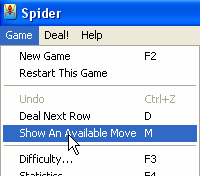 Spider
Game Deal! Help
New Game F2
Restart This Game
Undo Ctrl+Z
Deal Next Row D
Show An Available Move M
Difficulty... F3
Statistics... F4